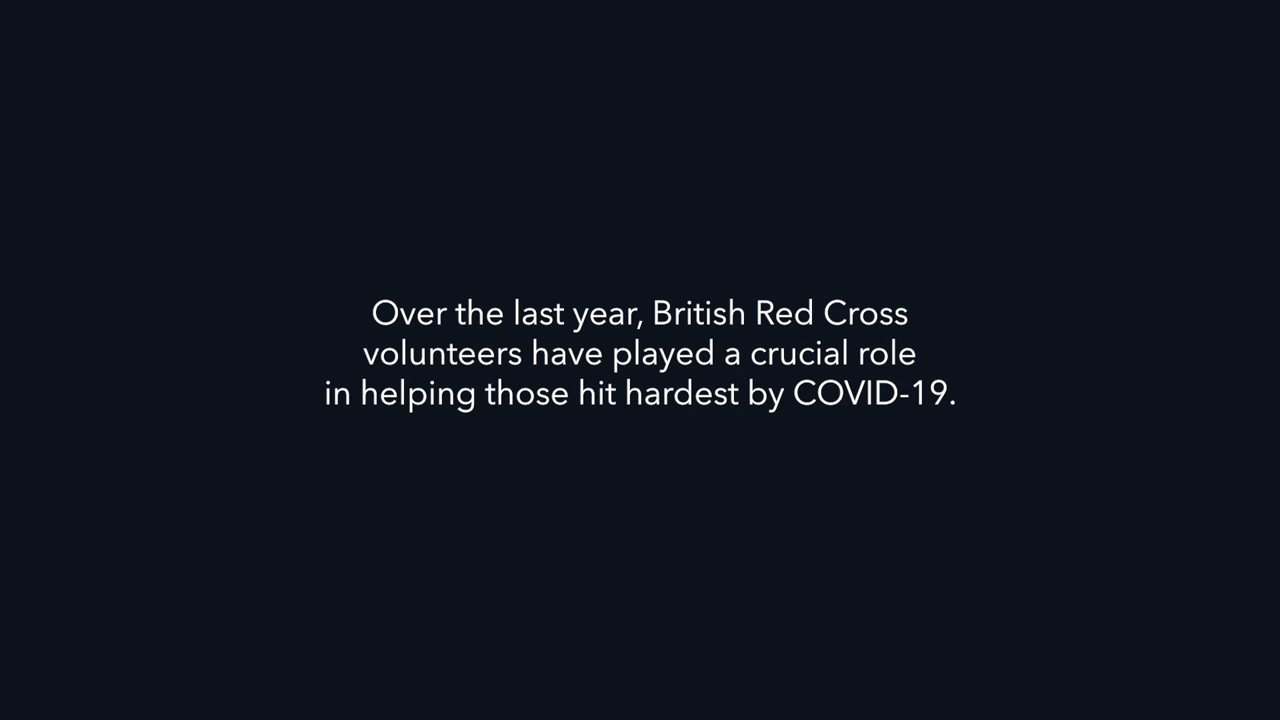 Over the last year, British Red Cross
volunteers have played a crucial role
in helping those hit hardest by COVID-19.